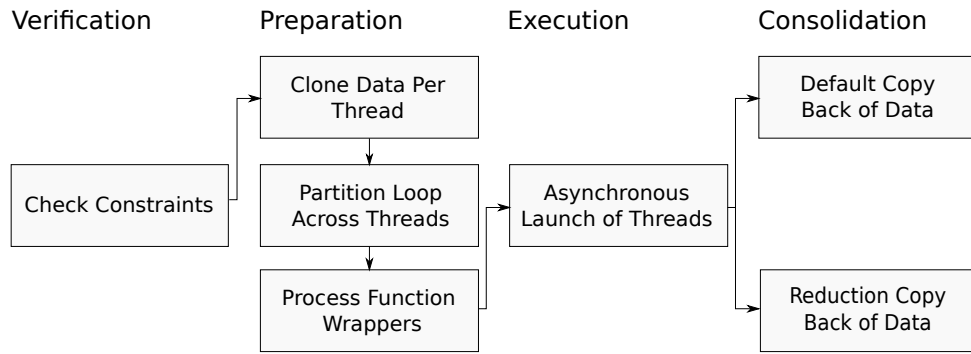 Verification
Preparation
Execution
Consolidation
Clone Data Per
Thread
Default Copy
Back of Data
Check Constraints
Partition Loop
Across Threads
Asynchronous
Launch of Threads
Process Function
Wrappers
Reduction Copy
Back of Data